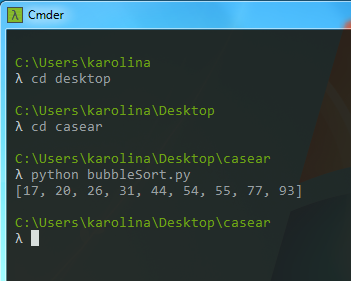 λ Cmder
C:\Users\karolina
λ cd desktop
C:\Users\karolina\Desktop
λ cd casear
C:\Users\karolina\Desktop\casear
λ python bubbleSort.py
[17, 20, 26, 31, 44, 54, 55, 77, 93]
C:\Users\karolina\Desktop\casear
λ